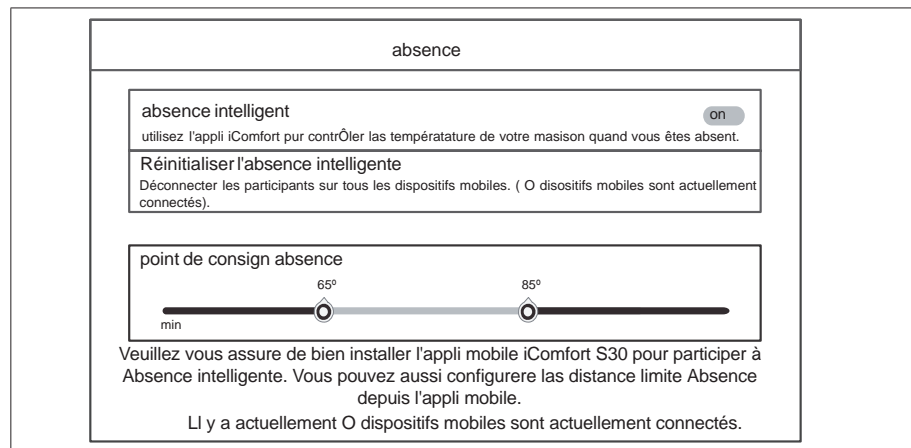 absence
absence intelligent
on
utilisez l'appli iComfort pur contrÔler las températature de votre masison quand vous êtes absent.
Réinitialiser l'absence intelligente
Déconnecter les participants sur tous les dispositifs mobiles. ( O disositifs mobiles sont actuellement
connectés).
point de consign absence
65º
85º
min
Veuillez vous assure de bien installer l'appli mobile iComfort S30 pour participer à
Absence intelligente. Vous pouvez aussi configurere las distance limite Absence
depuis l'appli mobile.
Ll y a actuellement O dispositifs mobiles sont actuellement connectés.